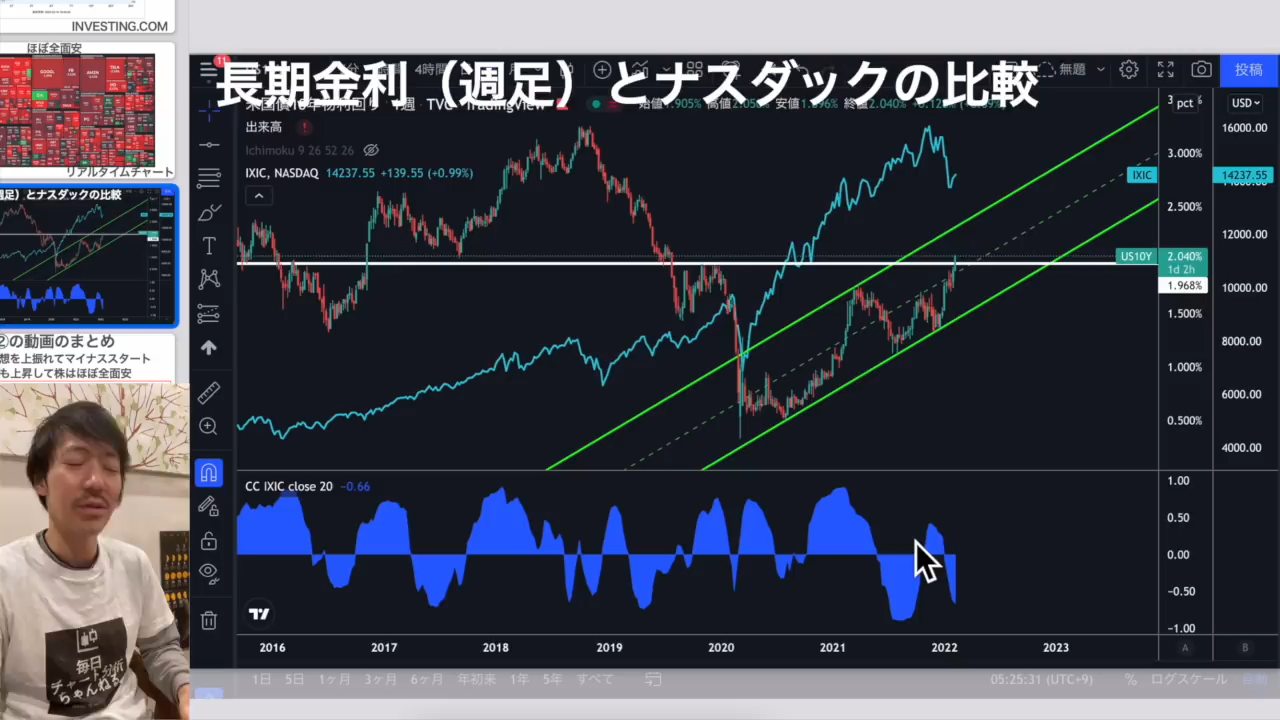 INVESTING.COM
ほぼ全面安
リアルタイムチャート
週足）とナスダックの比較
②の動画のまとめ
想を上振れてマイナススタート
も上昇して株はほぼ全面安
毎日
チャート分析
ちゃんねる
11
長期金利（週足）とナスダックの比較
4時間
無題
投稿
出来高
Ichimoku 9 26 52 26
IXIC, NASDAQ 14237.55 +139.55 (+0.99%)
pct
USD
16000.00
3.000%
IXIC
14237.55
2.500%
12000.00
US10Y
2.040%
1d 2h
1.968%
10000.00
1.500%
8000.00
1.000%
6000.00
0.500%
4000.00
CC IXIC close 20 −0.66
1.00
0.50
0.00
−0.50
−1.00
2016 2017 2018 2019 2020 2021 2022 2023
A
B
1日 5日 1ヶ月 3ヶ月 6ヶ月 年初来 1年 5年 すべて
05:25:31 (UTC+9) % ログスケール 自動